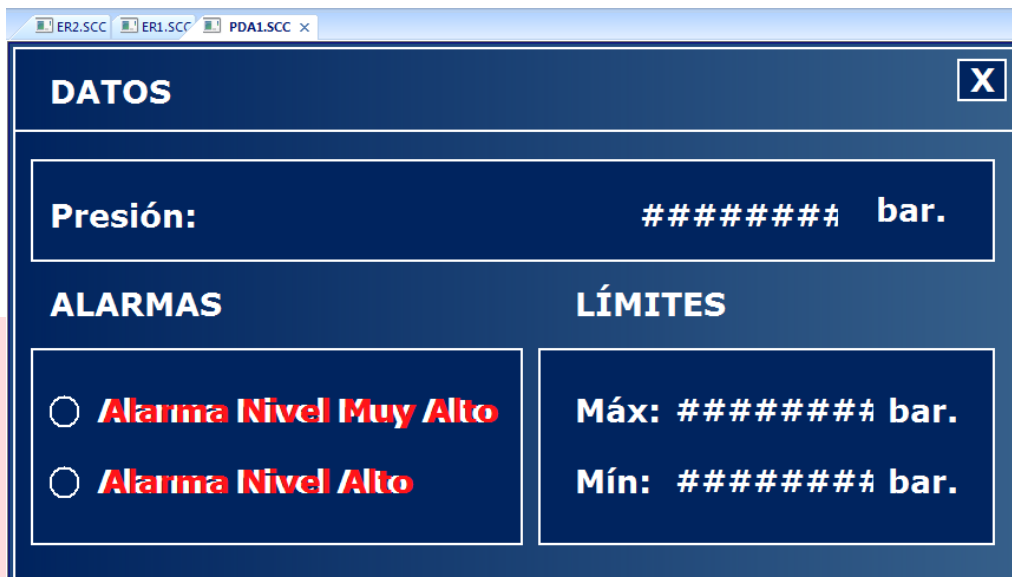 ER2.SCC ER1.SCC PDA1.SCC ×
DATOS X
Presión: ######## bar.
ALARMAS LÍMITES
Alarma Nivel Muy Alto Máx: ######## bar.
Alarma Nivel Alto Mín: ######## bar.